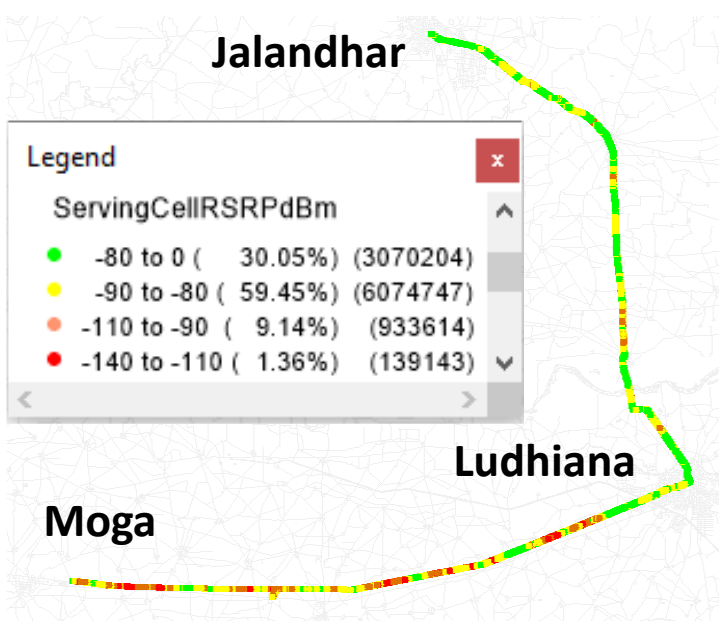 Jalandhar
Legend
x
ServingCellRSRPdBm
-80 to 0 ( 30.05%) (3070204)
-90 to -80 ( 59.45%) (6074747)
-110 to -90 ( 9.14%) (933614)
-140 to -110 ( 1.36%) (139143)
Ludhiana
Moga